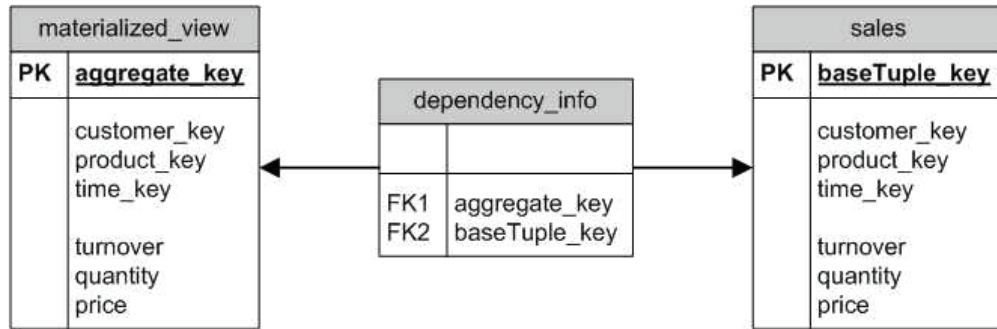 materialized_view
PK aggregate_key
customer_key
product_key
time_key
turnover
quantity
price
dependency_info
FK1 aggregate_key
FK2 baseTuple_key
sales
PK baseTuple_key
customer_key
product_key
time_key
turnover
quantity
price